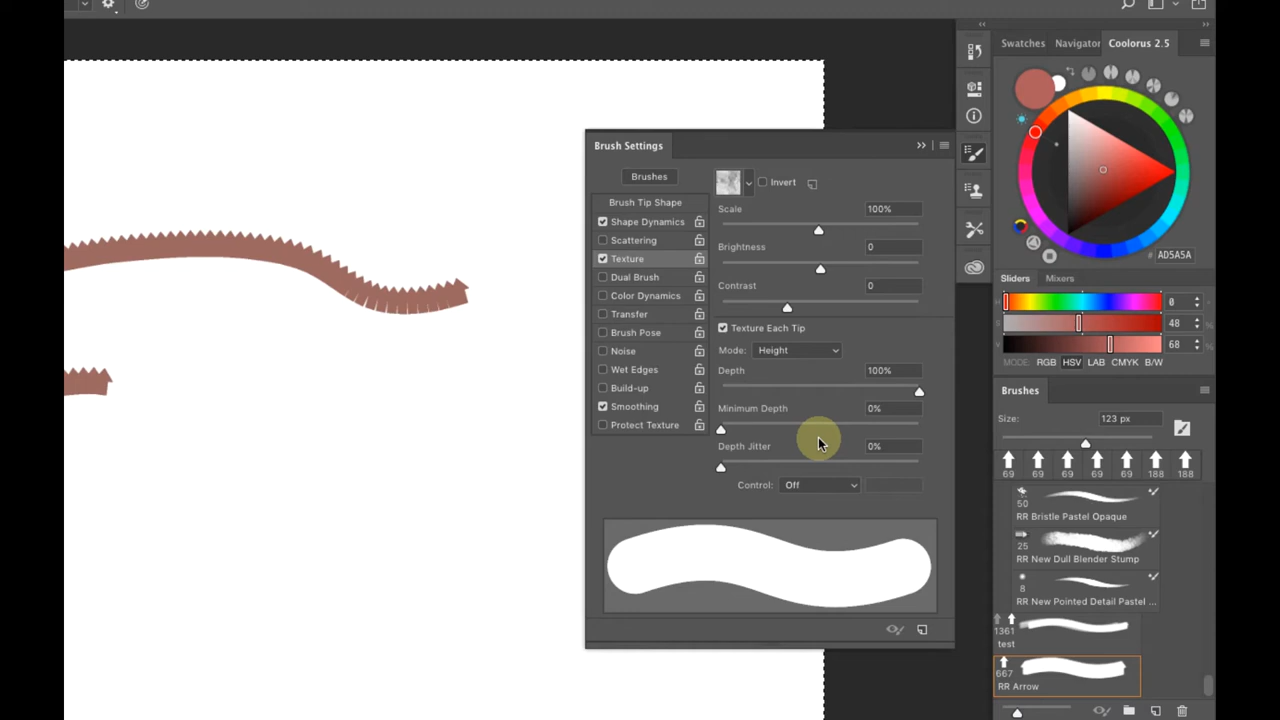 Swatches Navigator Coolorus 2.5
# AD5A5A
Sliders Mixers
H 0 °
S 48 %
V 68 %
MODE: RGB HSV LAB CMYK B/W
Brush Settings
Brushes
Brush Tip Shape
Shape Dynamics
Scattering
Texture
Dual Brush
Color Dynamics
Transfer
Brush Pose
Noise
Wet Edges
Build-up
Smoothing
Protect Texture
Invert
Scale 100%
Brightness 0
Contrast 0
Texture Each Tip
Mode: Height
Depth 100%
Minimum Depth 0%
Depth Jitter 0%
Control: Off
Brushes
Size: 123 px
69 69 69 69 69 188 188
50
RR Bristle Pastel Opaque
25
RR New Dull Blender Stump
8
RR New Pointed Detail Pastel ...
1361
test
667
RR Arrow